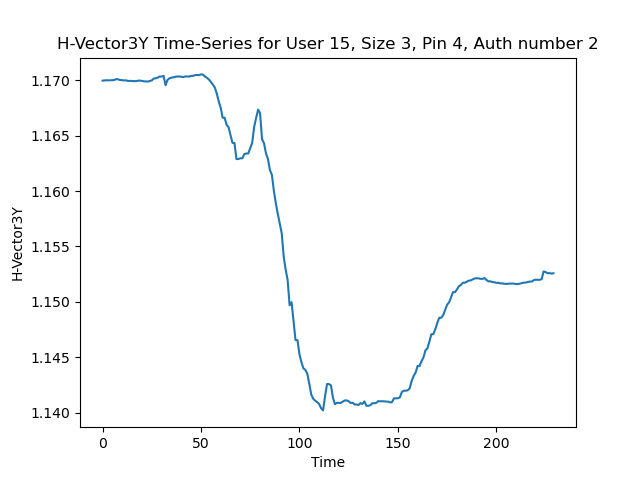 H-Vector3Y Time-Series for User 15, Size 3, Pin 4, Auth number 2
1.170
1.165
1.160
1.155
1.150
1.145
1.140
H-Vector3Y
0 50 100 150 200
Time